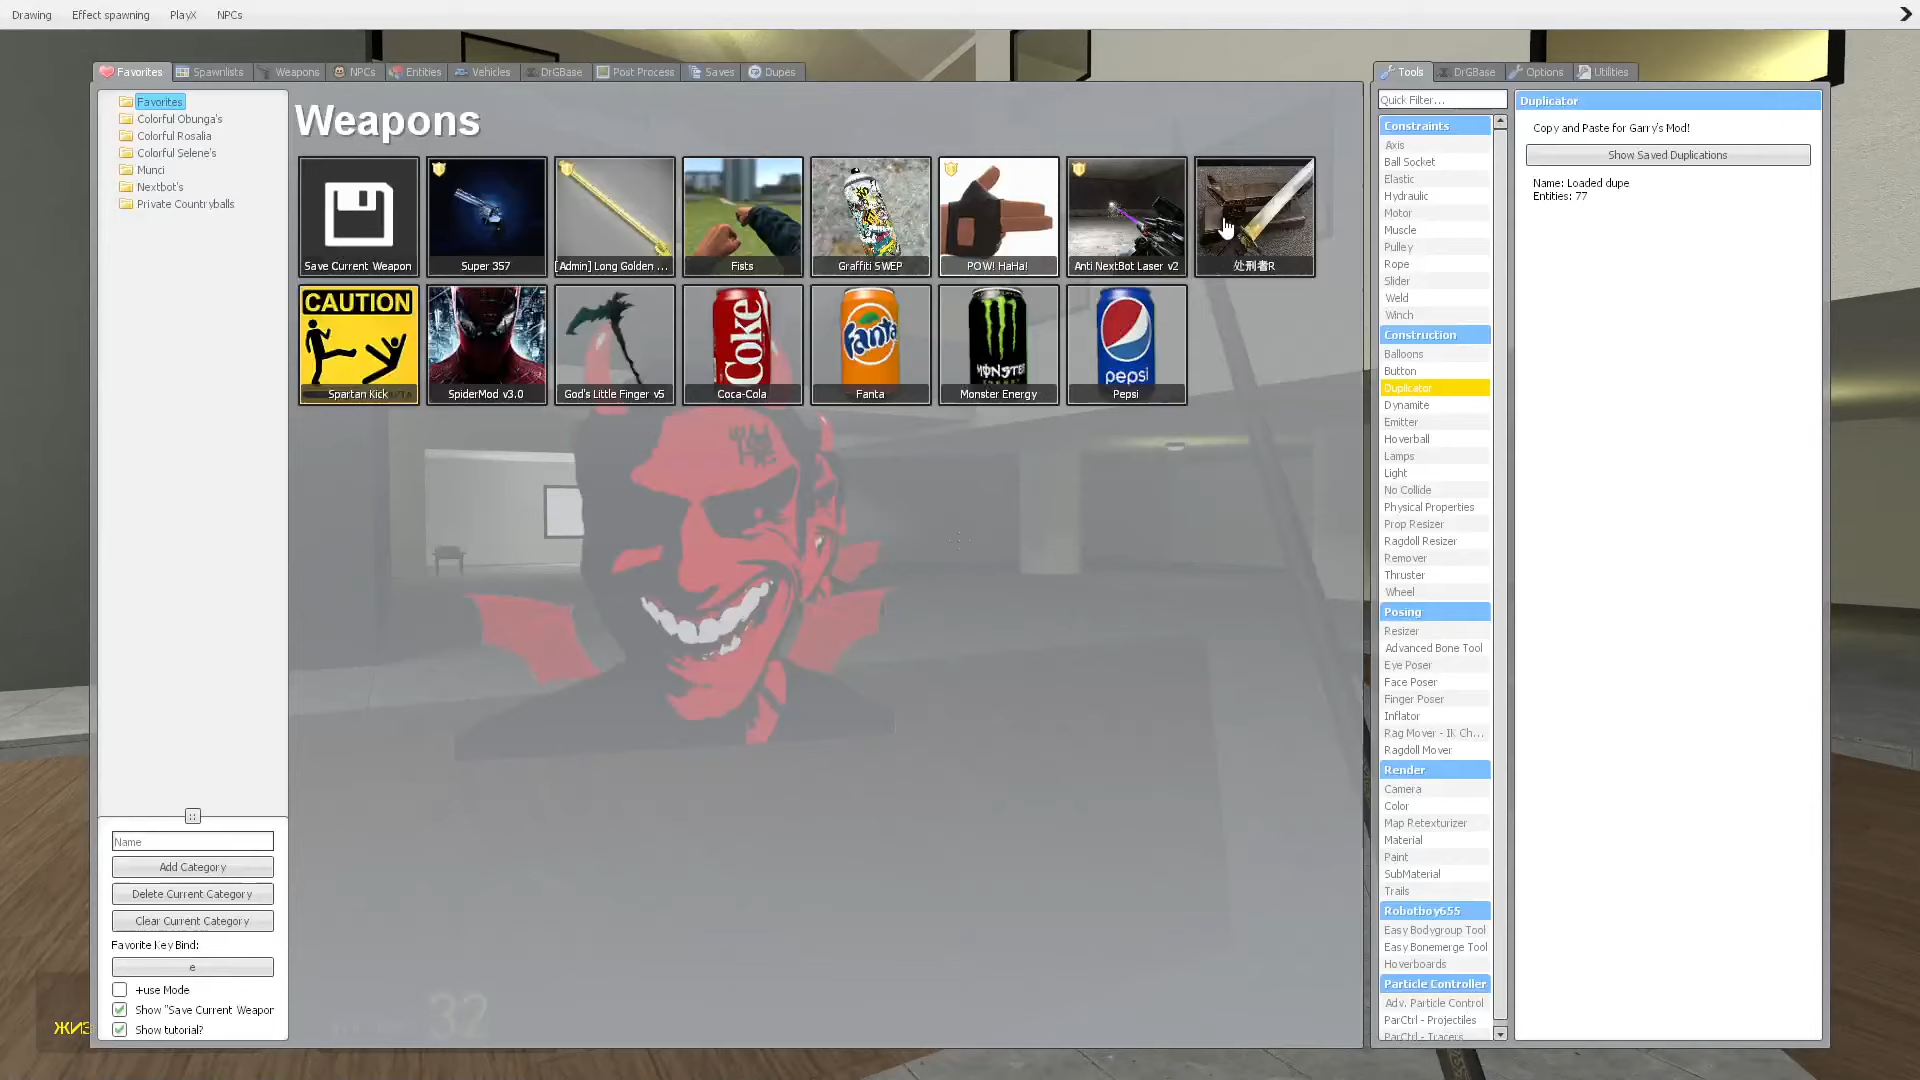 Drawing Effect spawning PlayX NPCs
Favorites Spawnlists Weapons NPCs Entities Vehicles DrGBase Post Process Saves Dupes
Favorites
Colorful Obunga's
Colorful Rosalia
Colorful Selene's
Munci
Nextbot's
Private Countryballs
Weapons
Save Current Weapon
Super 357
[Admin] Long Golden ...
Fists
Graffiti SWEP
POW! HaHa!
Anti NextBot Laser v2
处刑者R
CAUTION
Spartan Kick
SpiderMod v3.0
God's Little Finger v5
Coke
Coca-Cola
Fanta
Fanta
MONSTER
Monster Energy
pepsi
Pepsi
Name
Add Category
Delete Current Category
Clear Current Category
Favorite Key Bind:
e
+use Mode
Show "Save Current Weapon
Show tutorial?
ЖИЗ
32
Tools DrGBase Options Utilities
Quick Filter...
Constraints
Axis
Ball Socket
Elastic
Hydraulic
Motor
Muscle
Pulley
Rope
Slider
Weld
Winch
Construction
Balloons
Button
Duplicator
Dynamite
Emitter
Hoverball
Lamps
Light
No Collide
Physical Properties
Prop Resizer
Ragdoll Resizer
Remover
Thruster
Wheel
Posing
Resizer
Advanced Bone Tool
Eye Poser
Face Poser
Finger Poser
Inflator
Rag Mover - IK Ch...
Ragdoll Mover
Render
Camera
Color
Map Retexturizer
Material
Paint
SubMaterial
Trails
Robotboy655
Easy Bodygroup Tool
Easy Bonemerge Tool
Hoverboards
Particle Controller
Adv. Particle Control
ParCtrl - Projectiles
ParCtrl - Tracers
Duplicator
Copy and Paste for Garry's Mod!
Show Saved Duplications
Name: Loaded dupe
Entities: 77